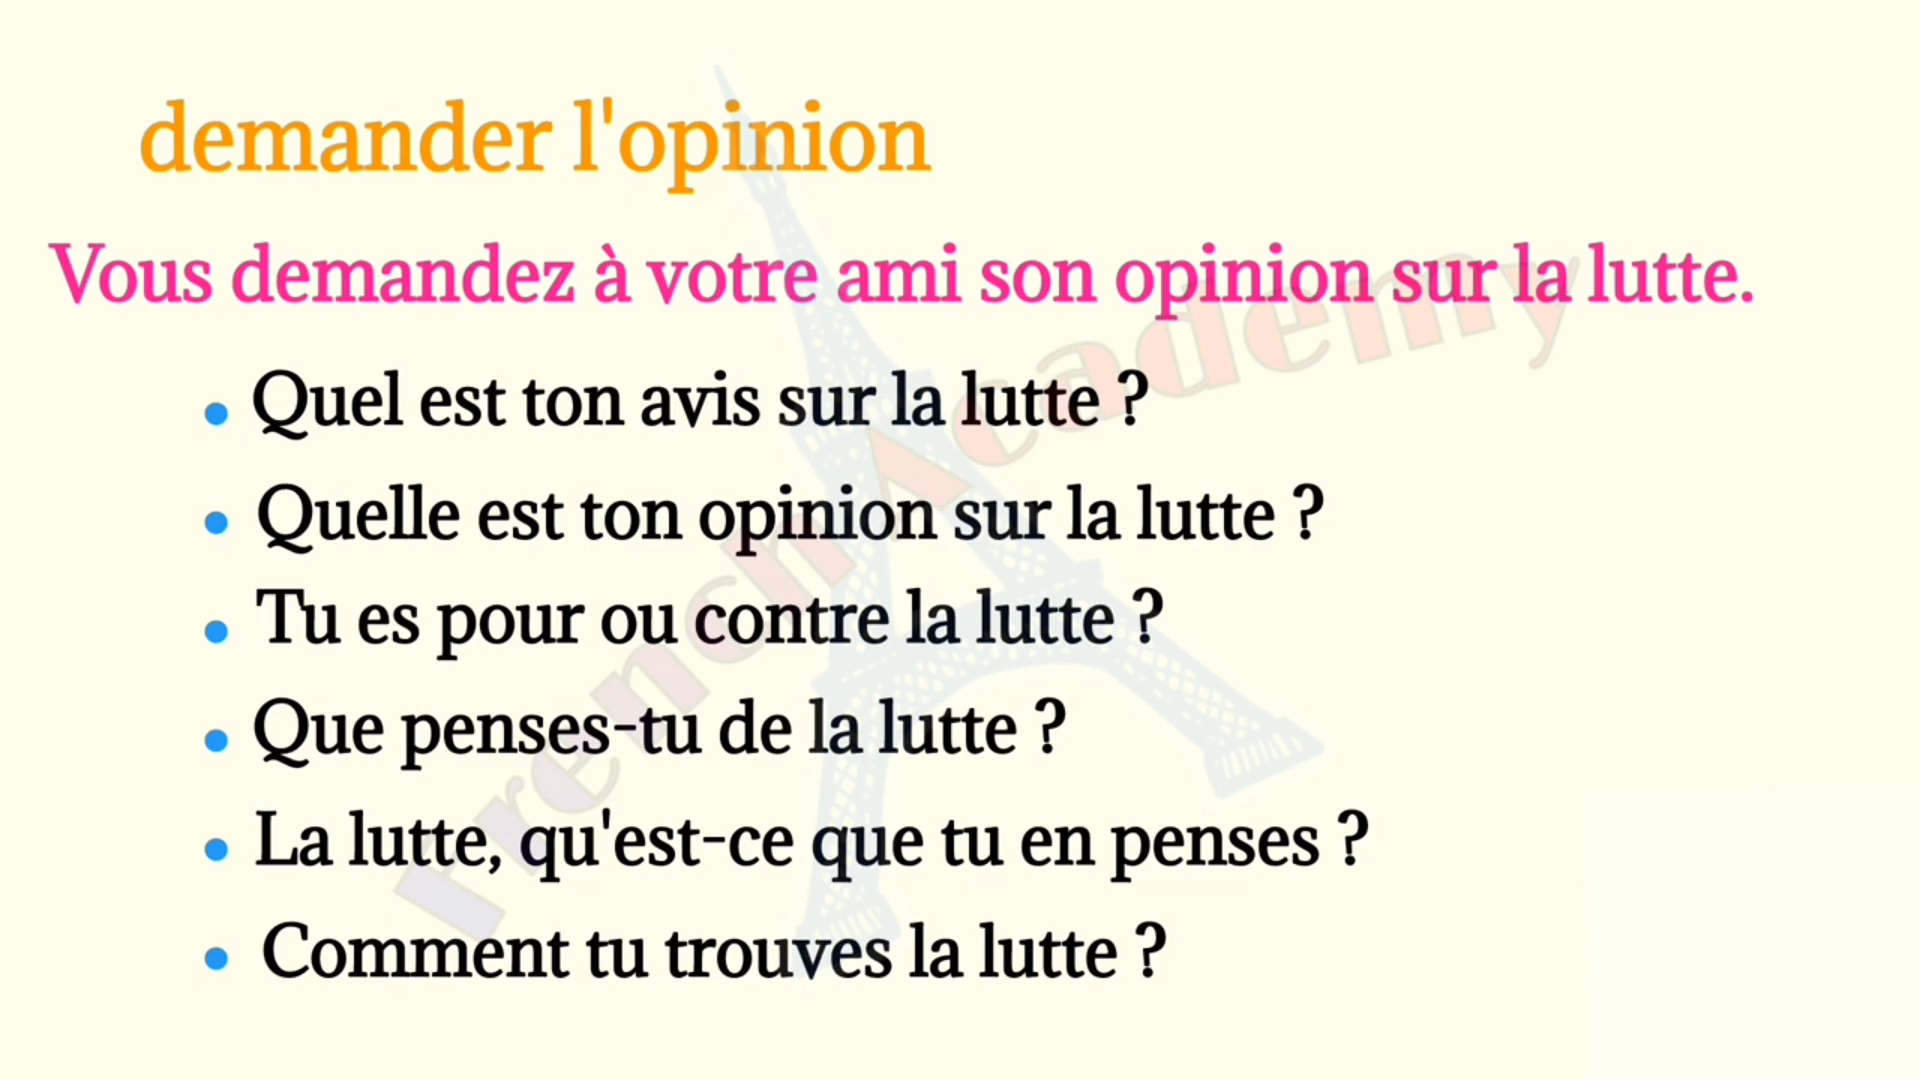 demander l'opinion
Vous demandez à votre ami son opinion sur la lutte.
Quel est ton avis sur la lutte ?
Quelle est ton opinion sur la lutte ?
Tu es pour ou contre la lutte ?
Que penses-tu de la lutte ?
La lutte, qu'est-ce que tu en penses ?
Comment tu trouves la lutte ?
French Academy